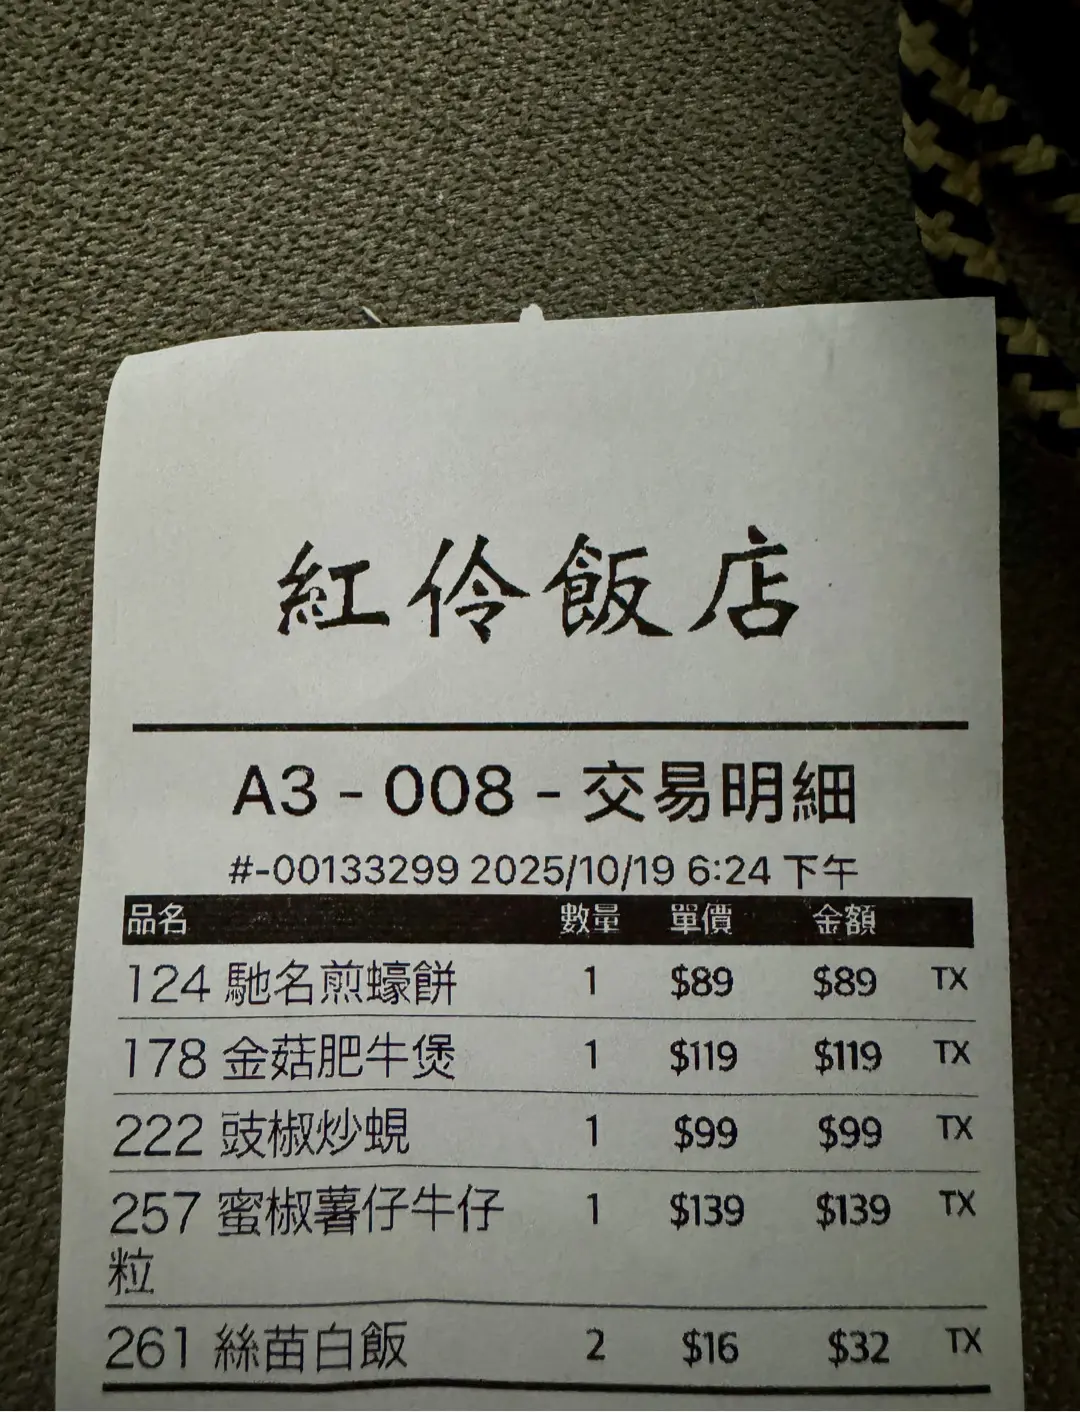 紅伶飯店
A3 - 008 - 交易明細
#-00133299 2025/10/19 6:24 下午
品名 數量 單價 金額
124 馳名煎蠔餅 1 $89 $89 TX
178 金菇肥牛煲 1 $119 $119 TX
222 豉椒炒蜆 1 $99 $99 TX
257 蜜椒薯仔牛仔 1 $139 $139 TX
粒
261 絲苗白飯 2 $16 $32 TX